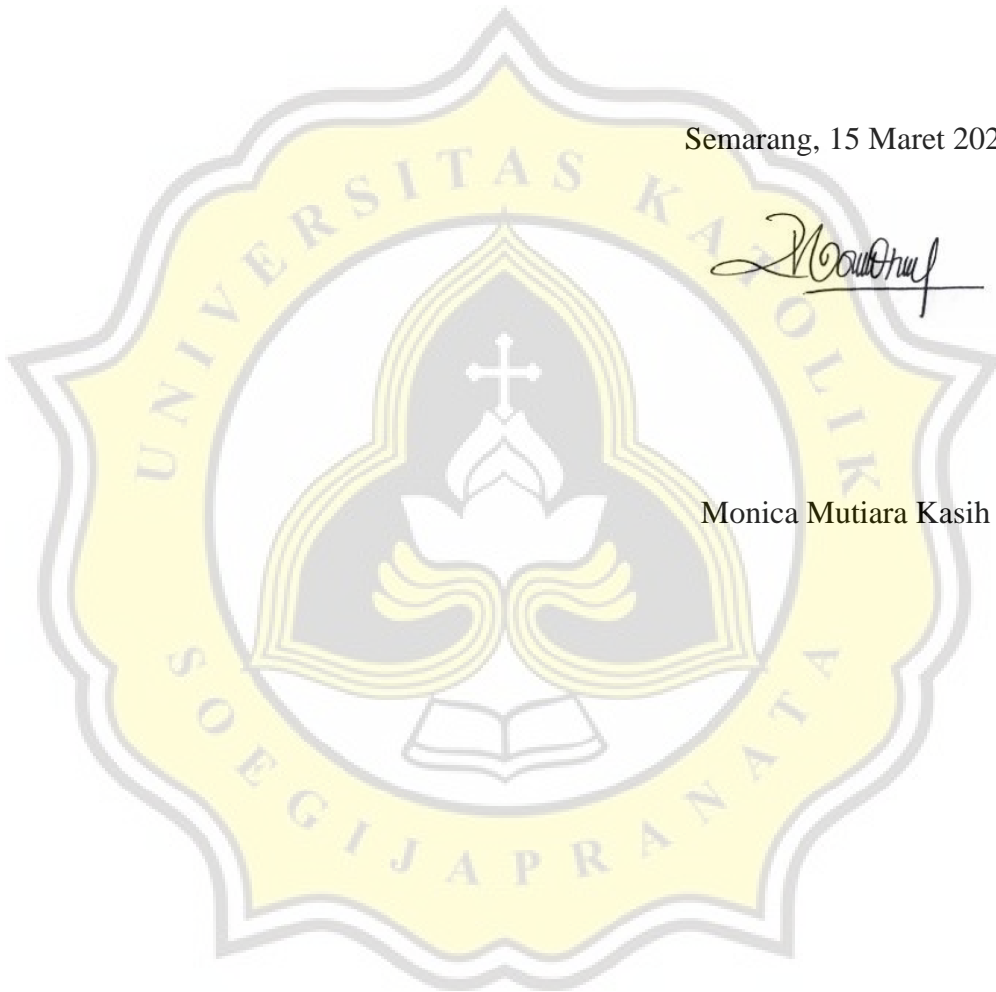 Semarang, 15 Maret 202
UNIVERSITAS KATOLIK
SOEGIJAPRANATA
Monica Mutiara Kasih